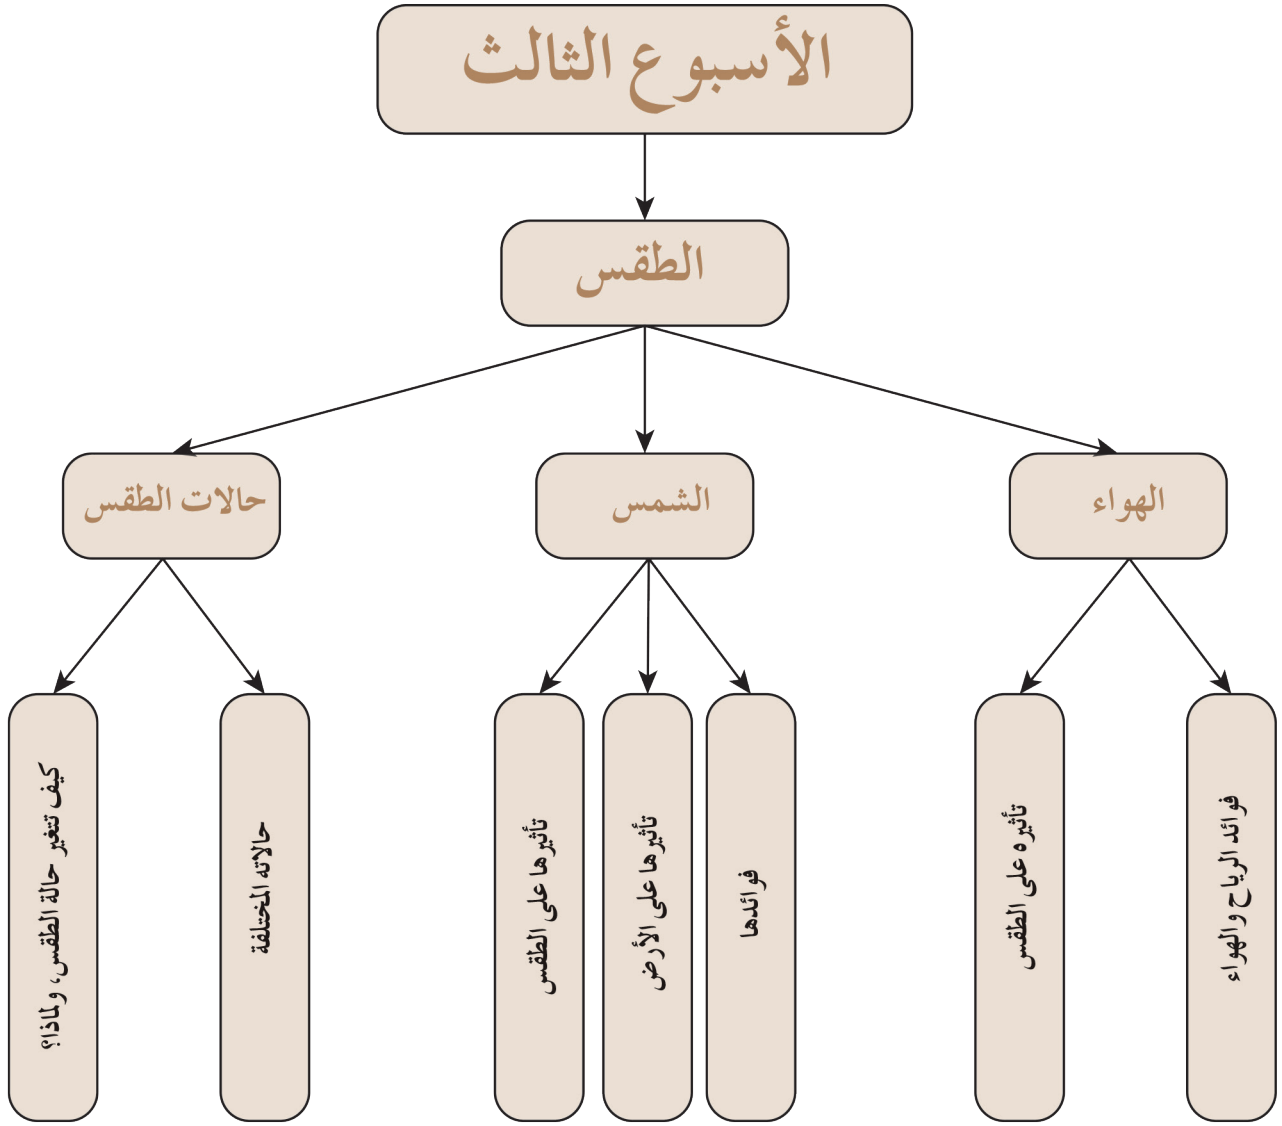 الأسبوع الثالث
الطقس
الهواء
الشمس
حالات الطقس
فوائد الرياح والهواء
تأثيره على الطقس
فوائدها
تأثيرها على الأرض
تأثيرها على الطقس
حالاته المختلفة
كيف تتغير حالة الطقس، ولماذا؟